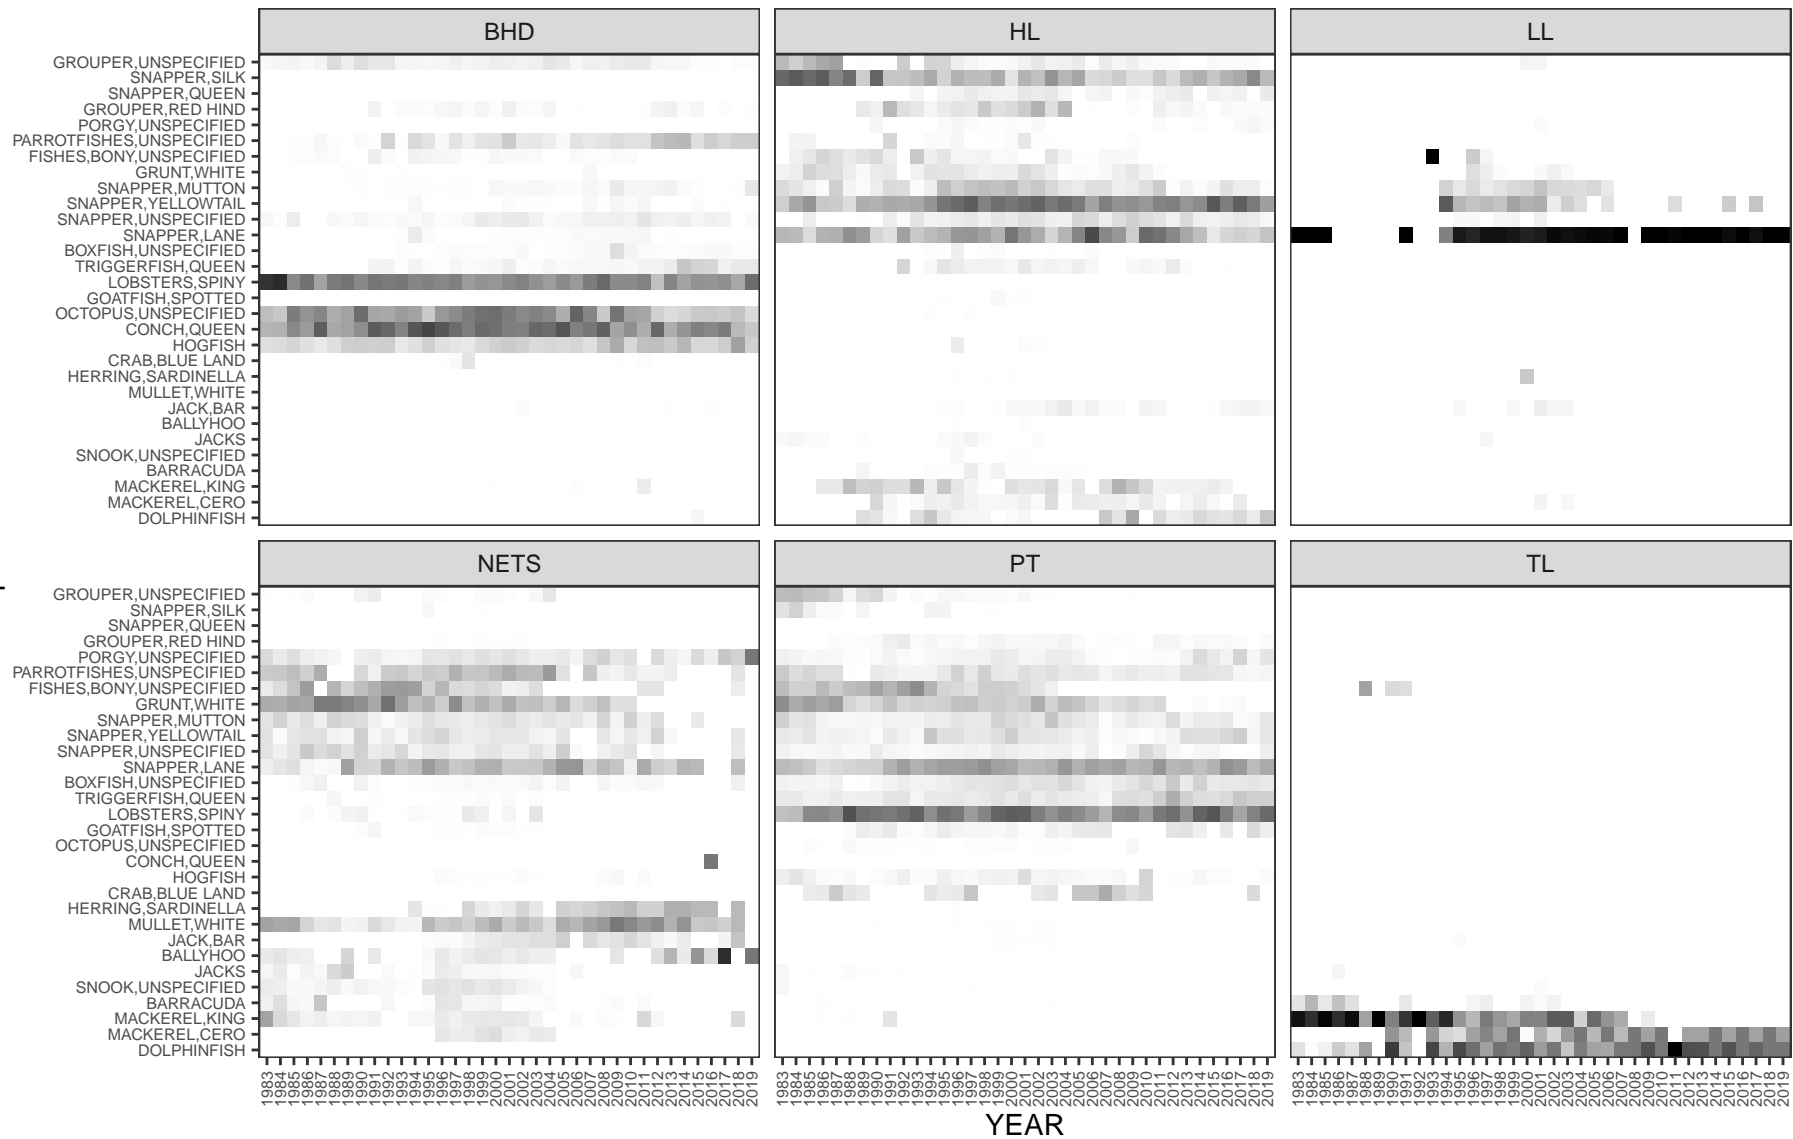 BHD HL LL
GROUPER,UNSPECIFIED
SNAPPER,SILK
SNAPPER,QUEEN
GROUPER,RED HIND
PORGY,UNSPECIFIED
PARROTFISHES,UNSPECIFIED
FISHES,BONY,UNSPECIFIED
GRUNT,WHITE
SNAPPER,MUTTON
SNAPPER,YELLOWTAIL
SNAPPER,UNSPECIFIED
SNAPPER,LANE
BOXFISH,UNSPECIFIED
TRIGGERFISH,QUEEN
LOBSTERS,SPINY
GOATFISH,SPOTTED
OCTOPUS,UNSPECIFIED
CONCH,QUEEN
HOGFISH
CRAB,BLUE LAND
HERRING,SARDINELLA
MULLET,WHITE
JACK,BAR
BALLYHOO
JACKS
SNOOK,UNSPECIFIED
BARRACUDA
MACKEREL,KING
MACKEREL,CERO
DOLPHINFISH
NETS PT TL
GROUPER,UNSPECIFIED
SNAPPER,SILK
SNAPPER,QUEEN
GROUPER,RED HIND
PORGY,UNSPECIFIED
PARROTFISHES,UNSPECIFIED
FISHES,BONY,UNSPECIFIED
GRUNT,WHITE
SNAPPER,MUTTON
SNAPPER,YELLOWTAIL
SNAPPER,UNSPECIFIED
SNAPPER,LANE
BOXFISH,UNSPECIFIED
TRIGGERFISH,QUEEN
LOBSTERS,SPINY
GOATFISH,SPOTTED
OCTOPUS,UNSPECIFIED
CONCH,QUEEN
HOGFISH
CRAB,BLUE LAND
HERRING,SARDINELLA
MULLET,WHITE
JACK,BAR
BALLYHOO
JACKS
SNOOK,UNSPECIFIED
BARRACUDA
MACKEREL,KING
MACKEREL,CERO
DOLPHINFISH
1983 1984 1985 1986 1987 1988 1989 1990 1991 1992 1993 1994 1995 1996 1997 1998 1999 2000 2001 2002 2003 2004 2005 2006 2007 2008 2009 2010 2011 2012 2013 2014 2015 2016 2017 2018 2019
1983 1984 1985 1986 1987 1988 1989 1990 1991 1992 1993 1994 1995 1996 1997 1998 1999 2000 2001 2002 2003 2004 2005 2006 2007 2008 2009 2010 2011 2012 2013 2014 2015 2016 2017 2018 2019
1983 1984 1985 1986 1987 1988 1989 1990 1991 1992 1993 1994 1995 1996 1997 1998 1999 2000 2001 2002 2003 2004 2005 2006 2007 2008 2009 2010 2011 2012 2013 2014 2015 2016 2017 2018 2019
YEAR